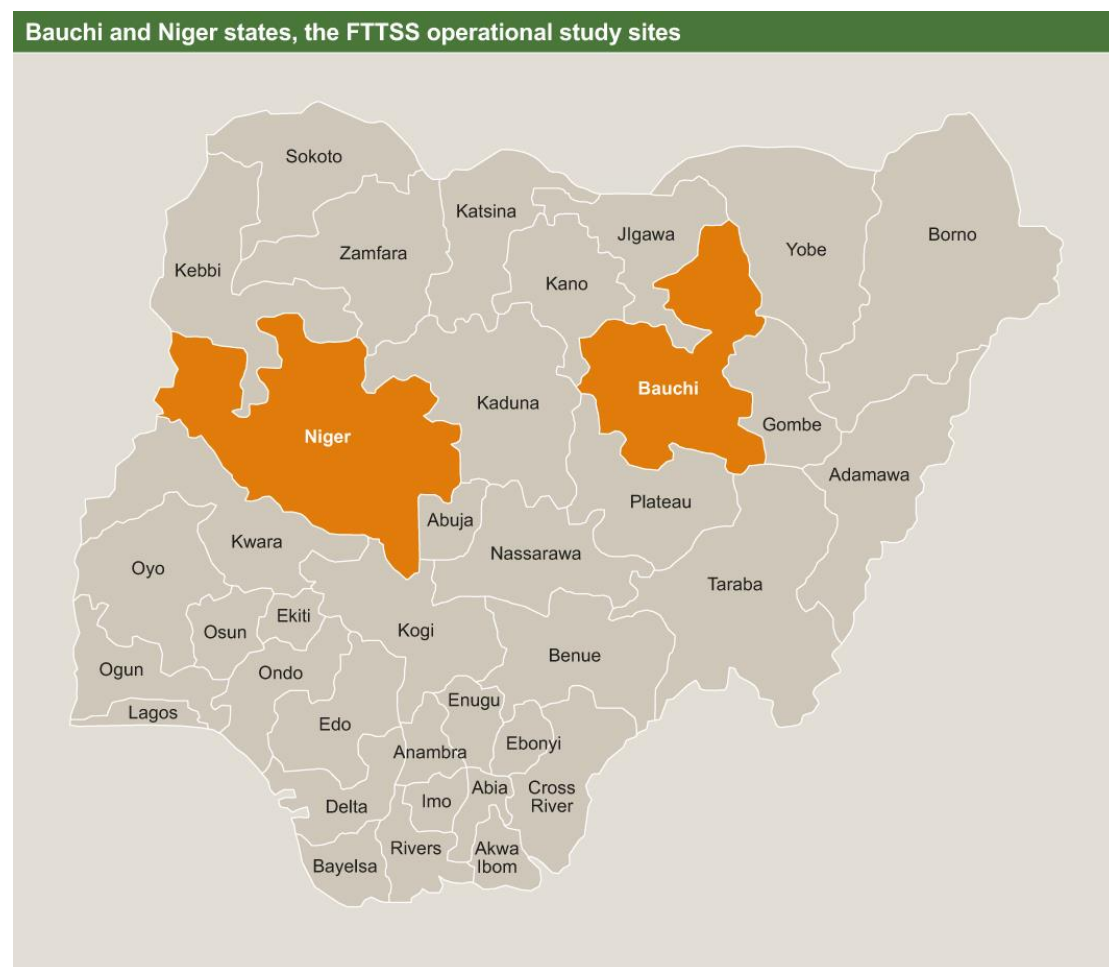 Bauchi and Niger states, the FTTSS operational study sites
Sokoto
Katsina
JIgawa
Yobe
Borno
Kebbi
Zamfara
Kano
Bauchi
Kaduna
Niger
Gombe
Adamawa
Plateau
Abuja
Kwara
Nassarawa
Oyo
Taraba
Ekiti
Osun
Kogi
Benue
Ogun
Ondo
Enugu
Lagos
Edo
Anambra
Ebonyi
Abia
Cross
River
Delta
Imo
Rivers
Akwa
Ibom
Bayelsa